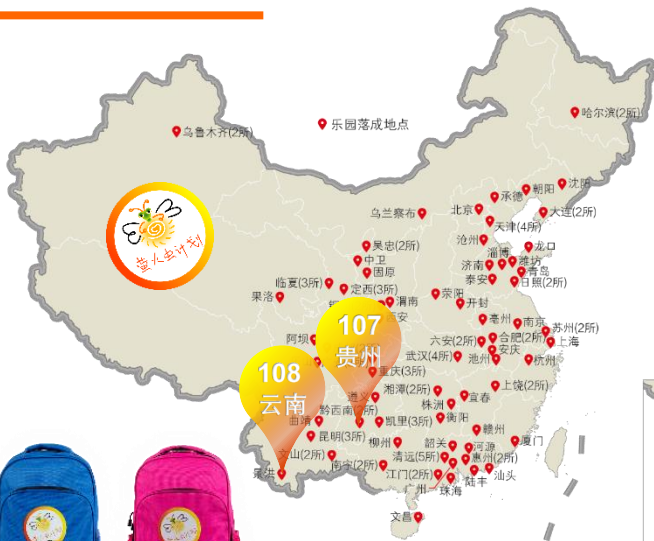 乐园落成地点
哈尔滨(2所)
乌鲁木齐(2所)
沈阳
朝阳
承德
北京
大连(2所)
乌兰察布
天津(4所)
沧州
龙口
吴忠(2所)
淄博
潍坊
中卫
济南
青岛
固原
泰安
日照(2所)
临夏(3所)
定西(3所)
果洛
渭南
荥阳
开封
萤火虫计划
亳州
南京
苏州(2所)
阿坝
六安(2所)
合肥(2所)
上海
安庆
武汉(4所)
池州
杭州
107
贵州
重庆(3所)
108
云南
湘潭(2所)
上饶(2所)
宜春
株洲
遵义
衡阳
曲靖
凯里(3所)
赣州
昆明(3所)
柳州
韶关
河源
厦门
文山(2所)
南宁(2所)
清远(5所)
惠州(2所)
景洪
江门(2所)
汕头
陆丰
广州
珠海
文昌